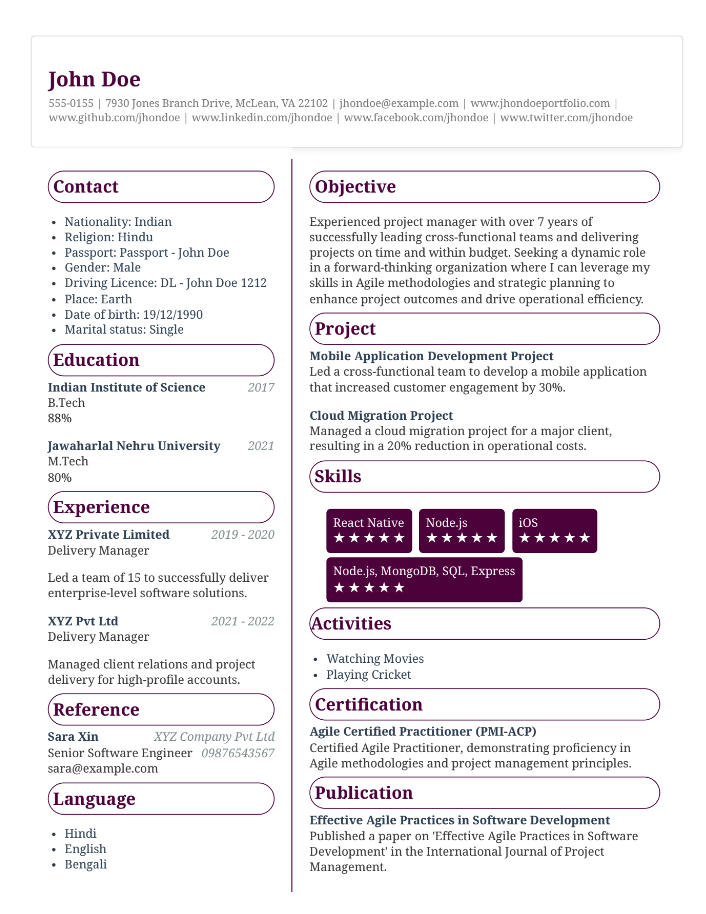 John Doe
555-0155 | 7930 Jones Branch Drive, McLean, VA 22102 | jhondoe@example.com | www.jhondoeportfolio.com |
www.github.com/jhondoe | www.linkedin.com/jhondoe | www.facebook.com/jhondoe | www.twitter.com/jhondoe
Contact
• Nationality: Indian
• Religion: Hindu
• Passport: Passport - John Doe
• Gender: Male
• Driving Licence: DL - John Doe 1212
• Place: Earth
• Date of birth: 19/12/1990
• Marital status: Single
Education
Indian Institute of Science 2017
B.Tech
88%
Jawaharlal Nehru University 2021
M.Tech
80%
Experience
XYZ Private Limited 2019 - 2020
Delivery Manager
Led a team of 15 to successfully deliver
enterprise-level software solutions.
XYZ Pvt Ltd 2021 - 2022
Delivery Manager
Managed client relations and project
delivery for high-profile accounts.
Reference
Sara Xin XYZ Company Pvt Ltd
Senior Software Engineer 09876543567
sara@example.com
Language
• Hindi
• English
• Bengali
Objective
Experienced project manager with over 7 years of
successfully leading cross-functional teams and delivering
projects on time and within budget. Seeking a dynamic role
in a forward-thinking organization where I can leverage my
skills in Agile methodologies and strategic planning to
enhance project outcomes and drive operational efficiency.
Project
Mobile Application Development Project
Led a cross-functional team to develop a mobile application
that increased customer engagement by 30%.
Cloud Migration Project
Managed a cloud migration project for a major client,
resulting in a 20% reduction in operational costs.
Skills
React Native Node.js iOS
★★★★★ ★★★★★ ★★★★★
Node.js, MongoDB, SQL, Express
★★★★★
Activities
• Watching Movies
• Playing Cricket
Certification
Agile Certified Practitioner (PMI-ACP)
Certified Agile Practitioner, demonstrating proficiency in
Agile methodologies and project management principles.
Publication
Effective Agile Practices in Software Development
Published a paper on 'Effective Agile Practices in Software
Development' in the International Journal of Project
Management.